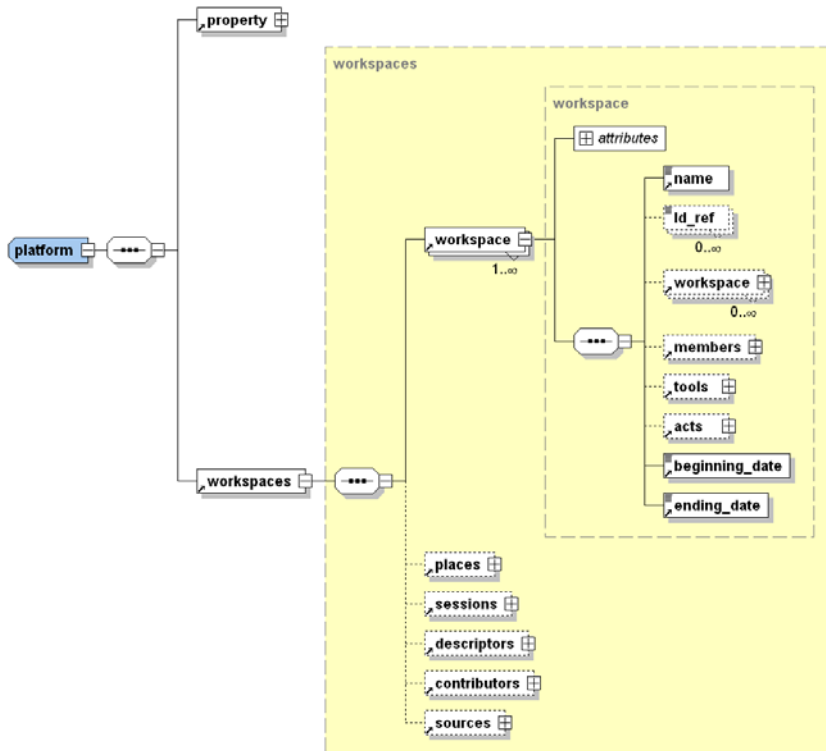 property
workspaces
workspace
attributes
name
ld_ref
0..∞
workspace
0..∞
members
tools
acts
beginning_date
ending_date
workspace
1..∞
platform
workspaces
places
sessions
descriptors
contributors
sources